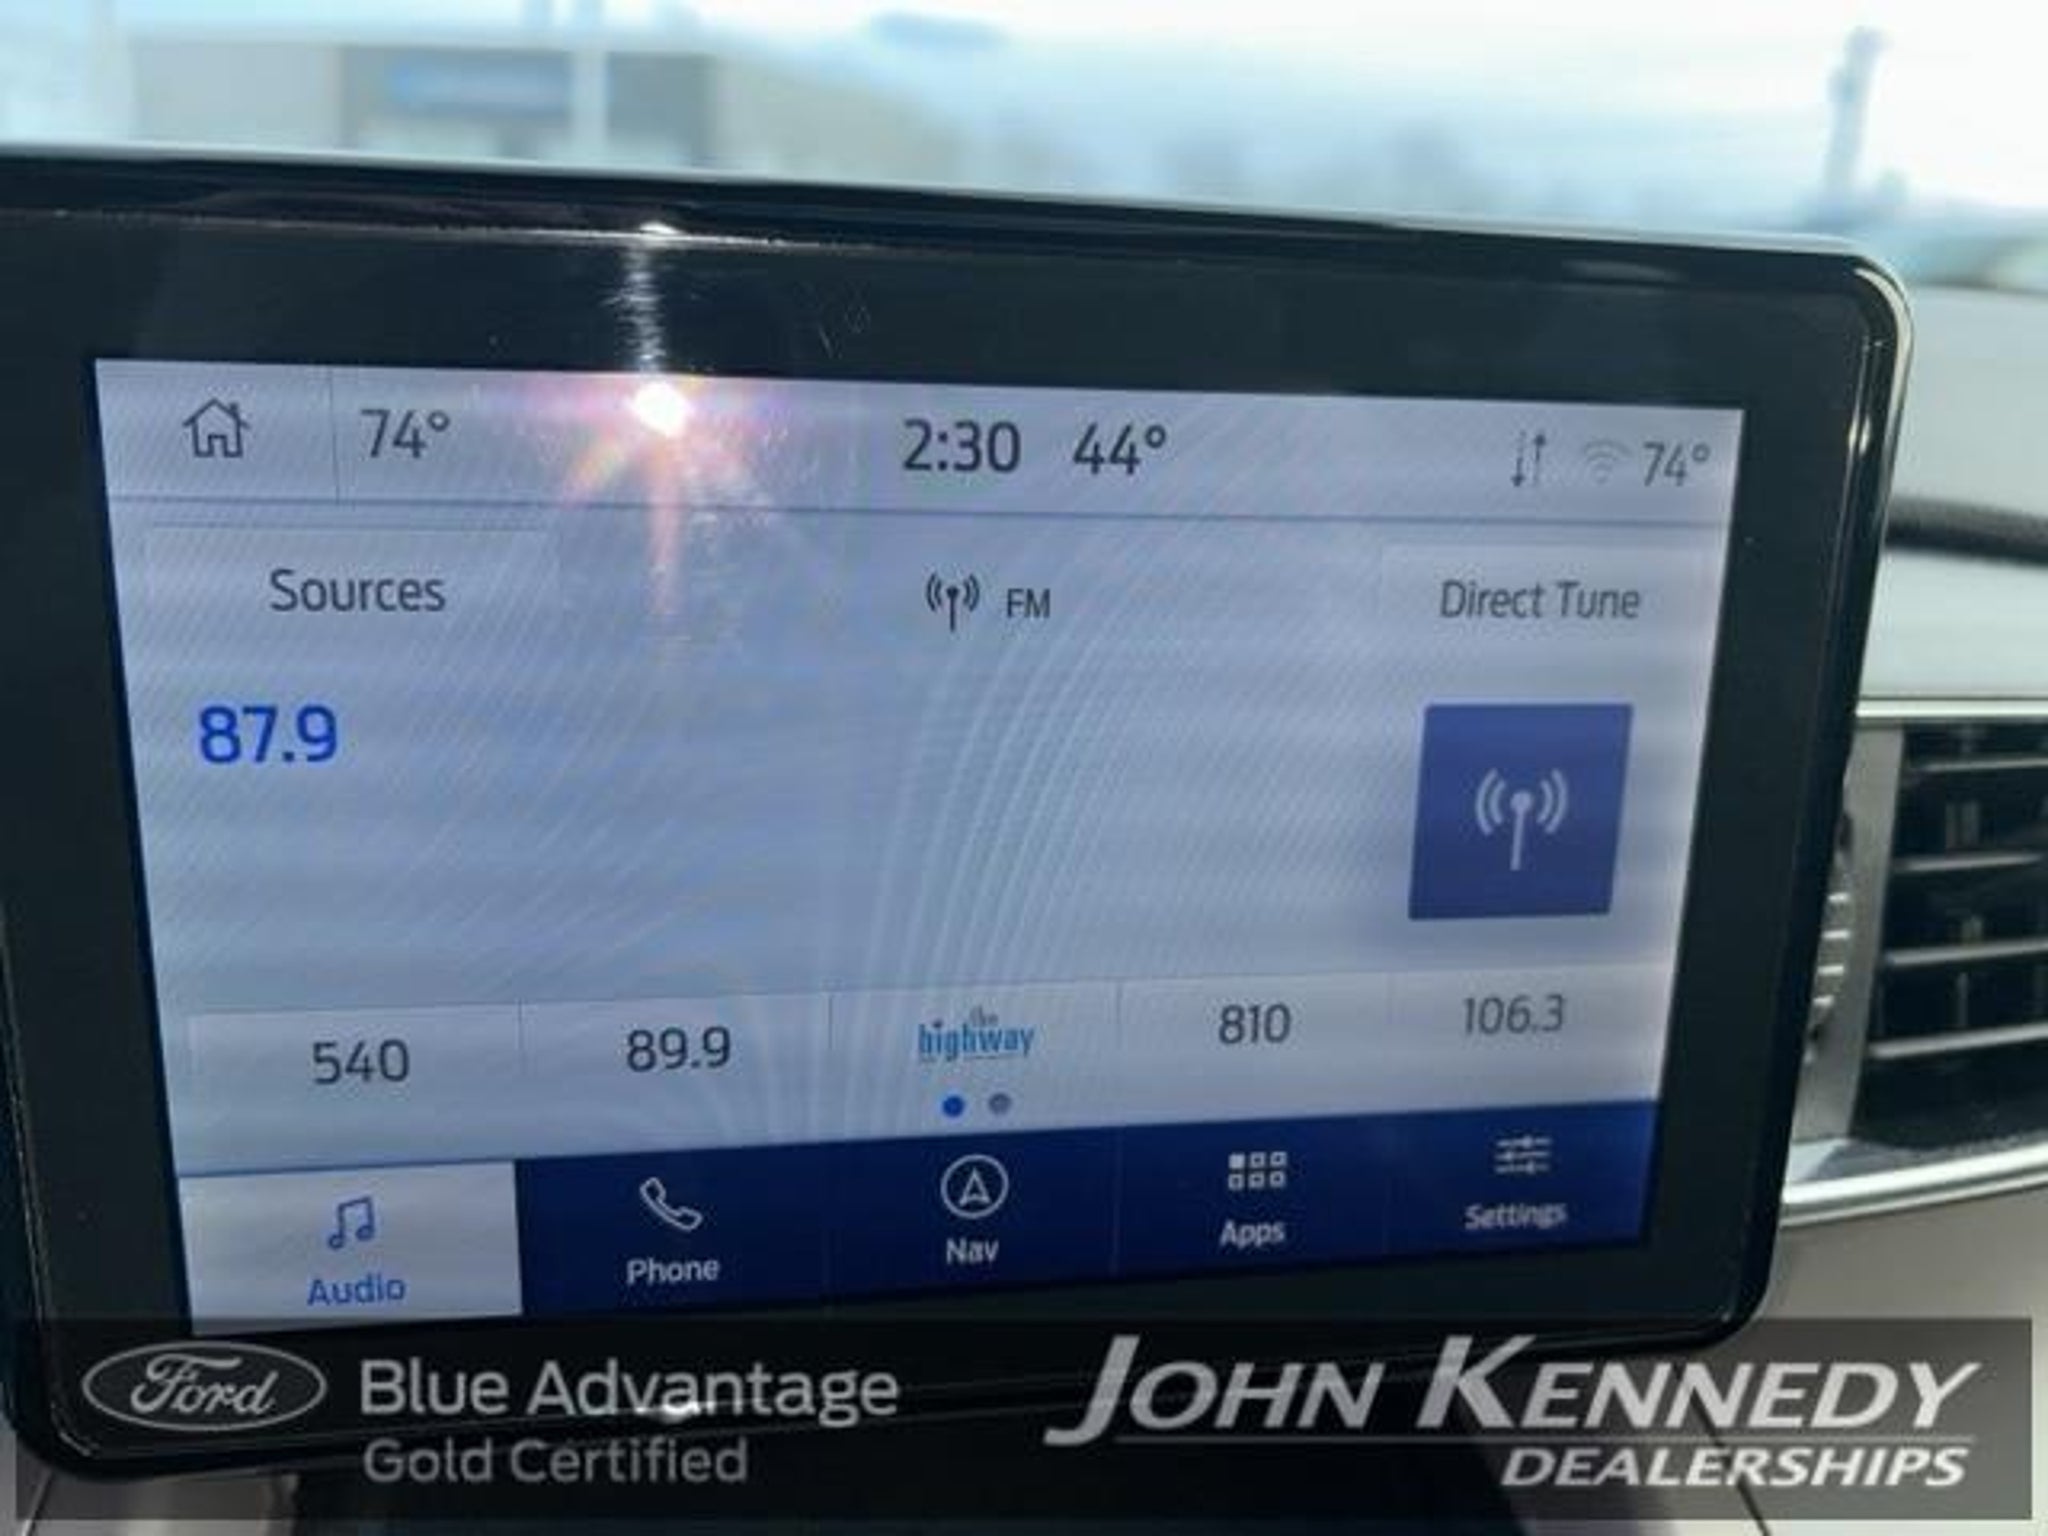 74° 2:30 44° 74°
Sources FM Direct Tune
87.9
540 89.9 the highway 810 106.3
Audio Phone Nav Apps Settings
Ford Blue Advantage
Gold Certified
JOHN KENNEDY
DEALERSHIPS